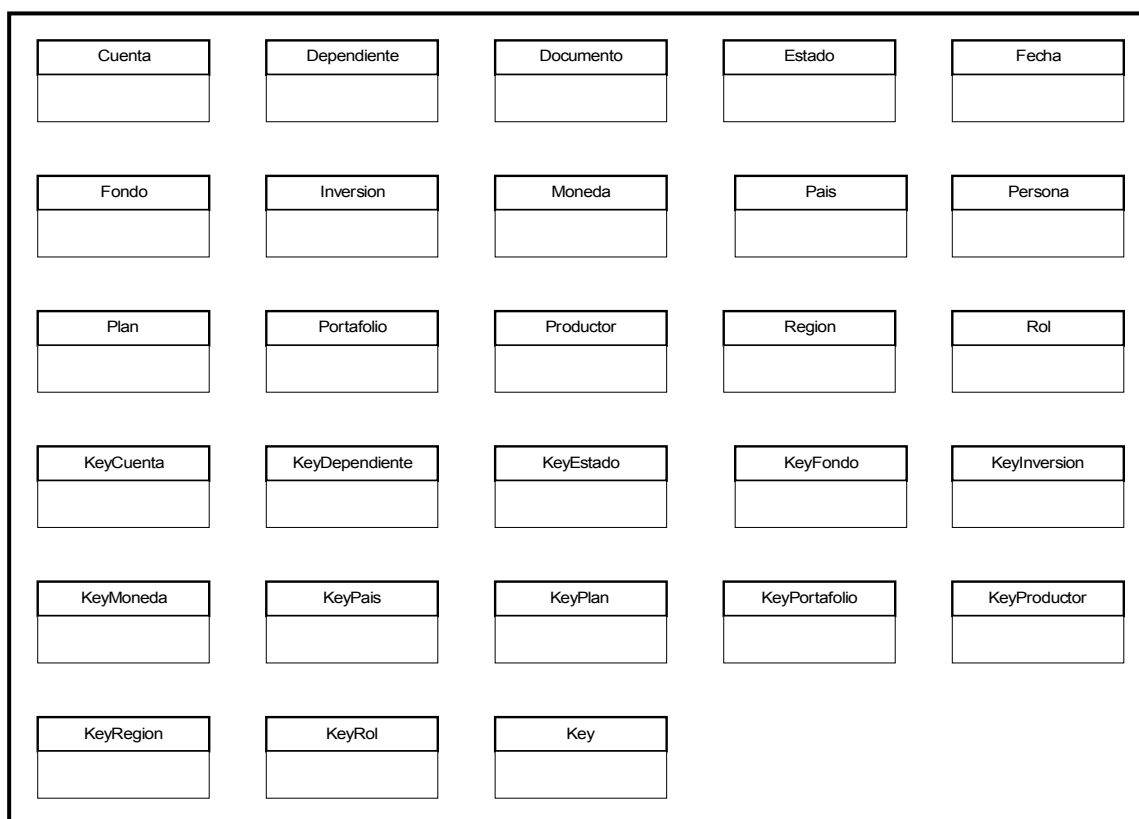 Cuenta
Dependiente
Documento
Estado
Fecha
Fondo
Inversion
Moneda
Pais
Persona
Plan
Portafolio
Productor
Region
Rol
KeyCuenta
KeyDependiente
KeyEstado
KeyFondo
KeyInversion
KeyMoneda
KeyPais
KeyPlan
KeyPortafolio
KeyProductor
KeyRegion
KeyRol
Key